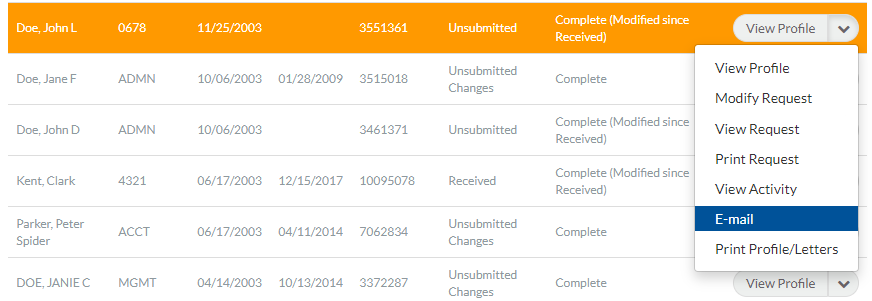 Doe, John L 0678 11/25/2003 3551361 Unsubmitted Complete (Modified since Received) View Profile
Doe, Jane F ADMN 10/06/2003 01/28/2009 3515018 Unsubmitted Changes Complete
Doe, John D ADMN 10/06/2003 3461371 Unsubmitted Complete (Modified since Received)
Kent, Clark 4321 06/17/2003 12/15/2017 10095078 Received Complete (Modified since Received)
Parker, Peter Spider ACCT 06/17/2003 04/11/2014 7062834 Unsubmitted Changes Complete
DOE, JANIE C MGMT 04/14/2003 10/13/2014 3372287 Unsubmitted Changes Complete View Profile
View Profile
Modify Request
View Request
Print Request
View Activity
E-mail
Print Profile/Letters